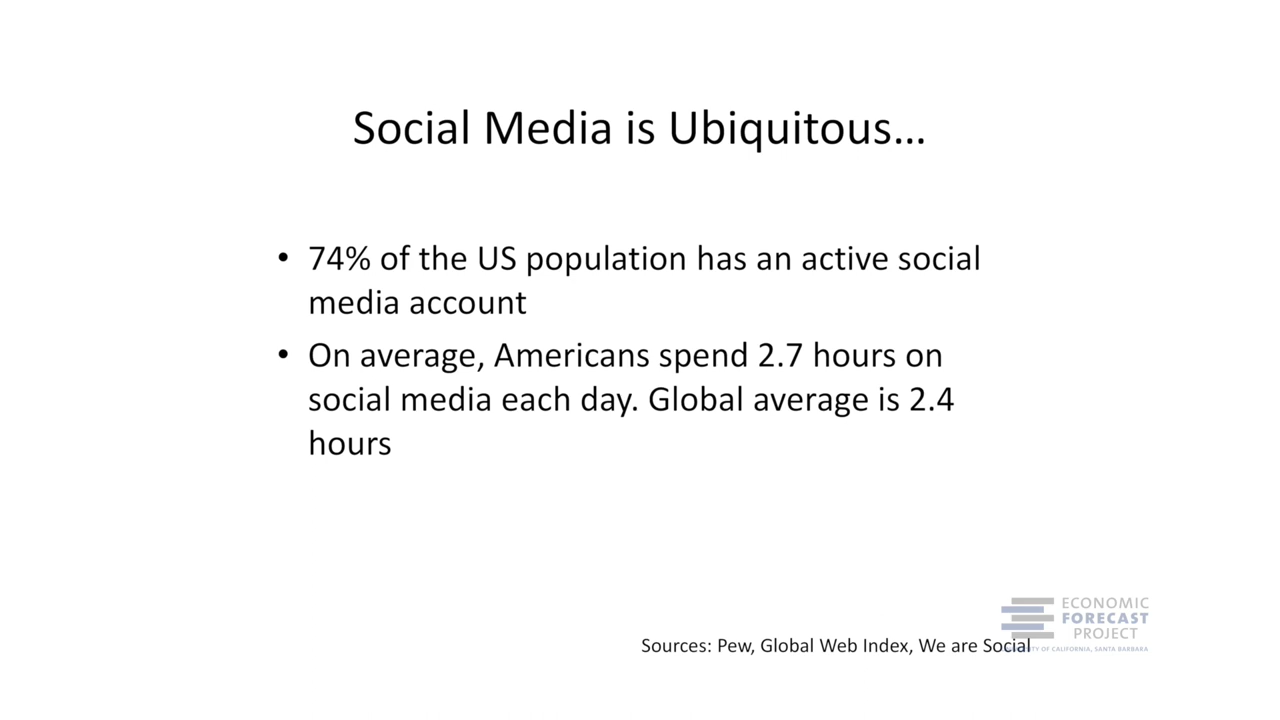 Social Media is Ubiquitous…
• 74% of the US population has an active social
media account
• On average, Americans spend 2.7 hours on
social media each day. Global average is 2.4
hours
ECONOMIC
FORECAST
PROJECT
OF CALIFORNIA, SANTA BARBARA
Sources: Pew, Global Web Index, We are Social